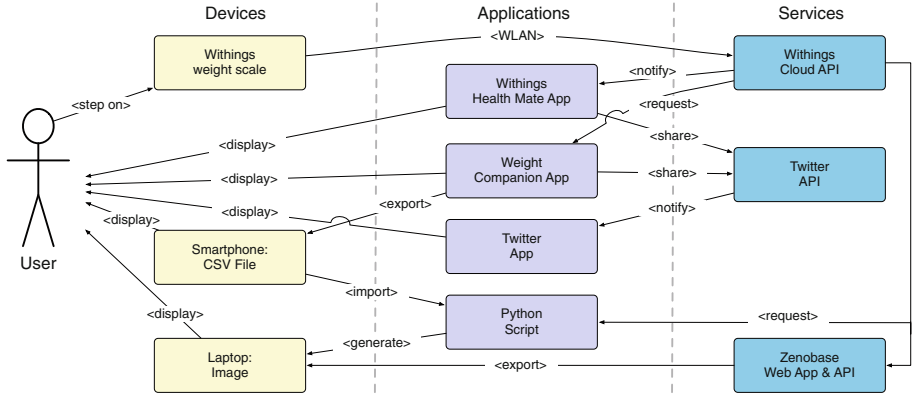 Devices
Applications
Services
Withings
weight scale
<WLAN>
Withings
Cloud API
<step on>
Withings
Health Mate App
<notify>
<request>
<display>
<share>
Weight
Companion App
<display>
<share>
Twitter
API
<export>
<display>
<notify>
<display>
User
Smartphone:
CSV File
Twitter
App
<import>
<display>
Python
Script
<request>
<generate>
Laptop:
Image
<export>
Zenobase
Web App & API